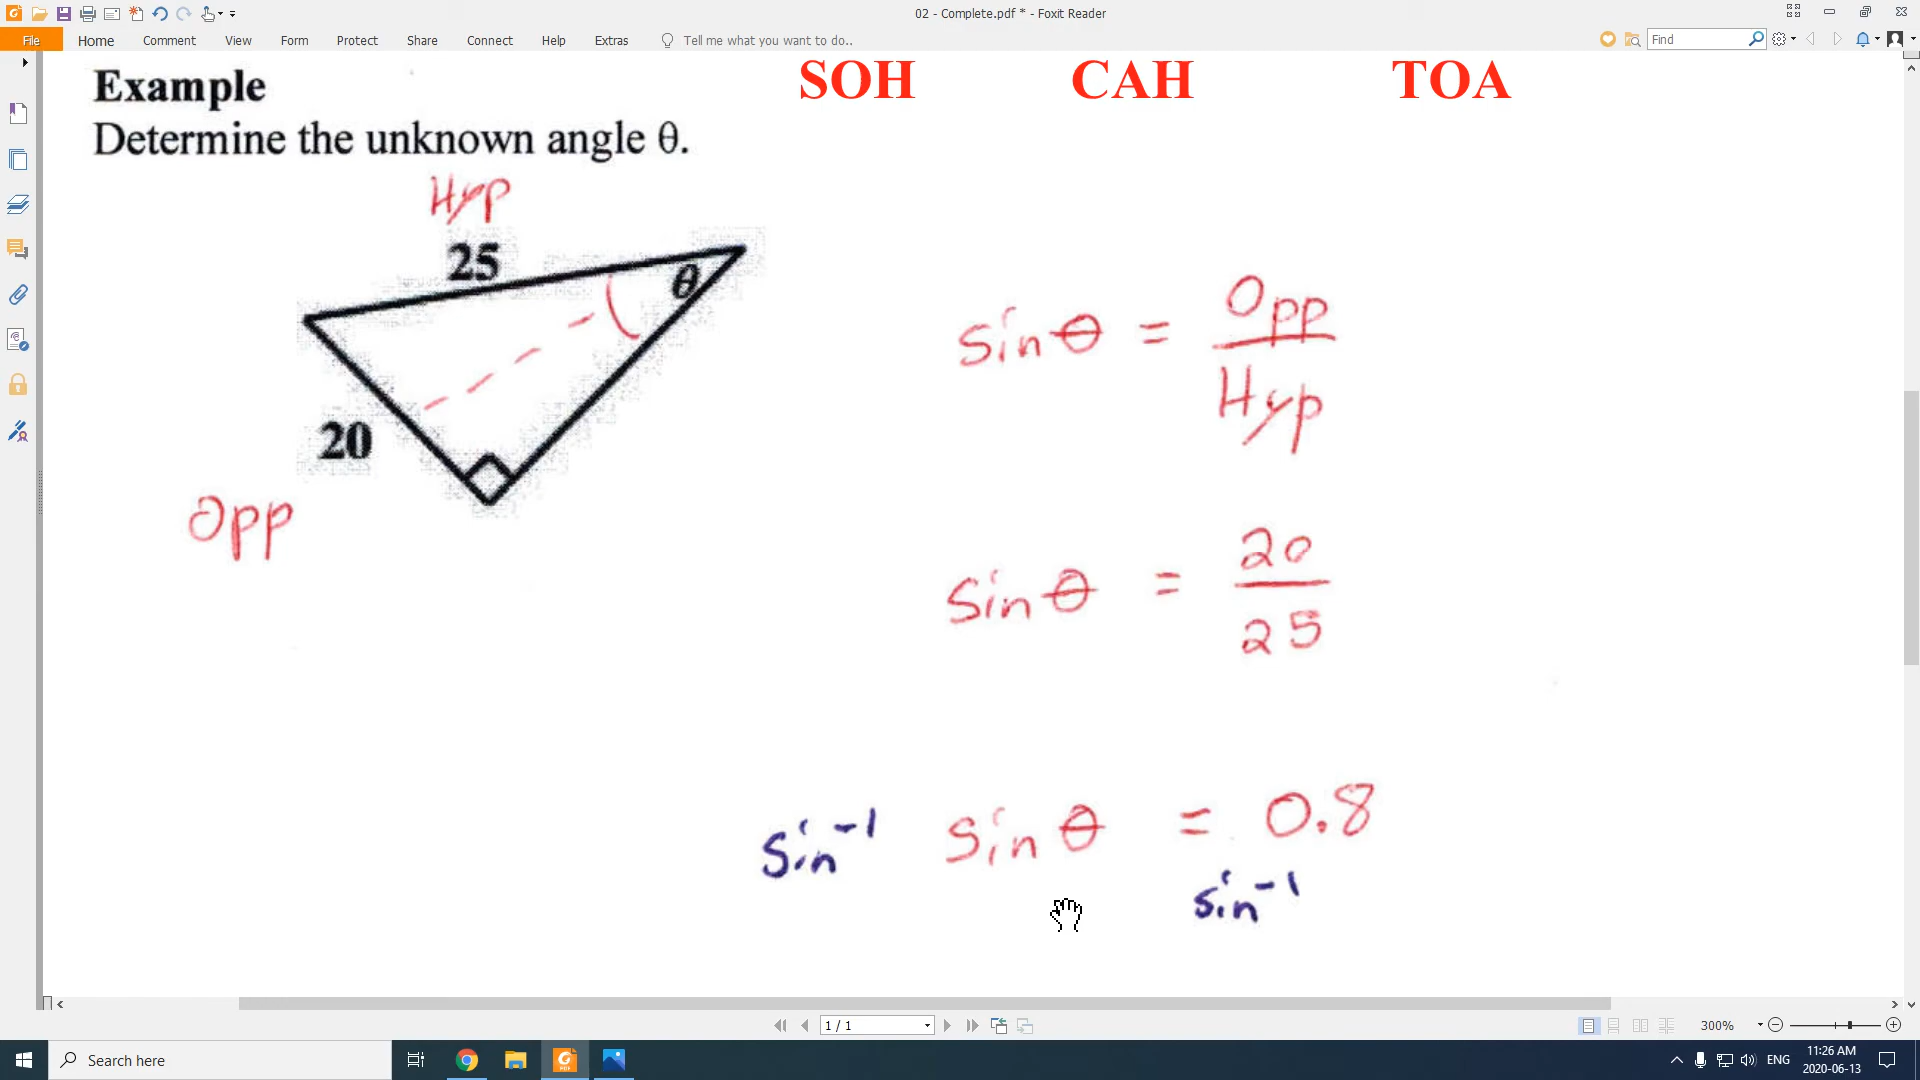 02 - Complete.pdf * - Foxit Reader
File Home Comment View Form Protect Share Connect Help Extras Tell me what you want to do.. Find
Example
SOH CAH TOA
Determine the unknown angle θ.
Hyp
25
θ
20
Opp
sin θ = Opp / Hyp
sin θ = 20 / 25
sin⁻¹ sin θ = 0.8
sin⁻¹
1 / 1
300%
Search here
ENG
11:26 AM
2020-06-13